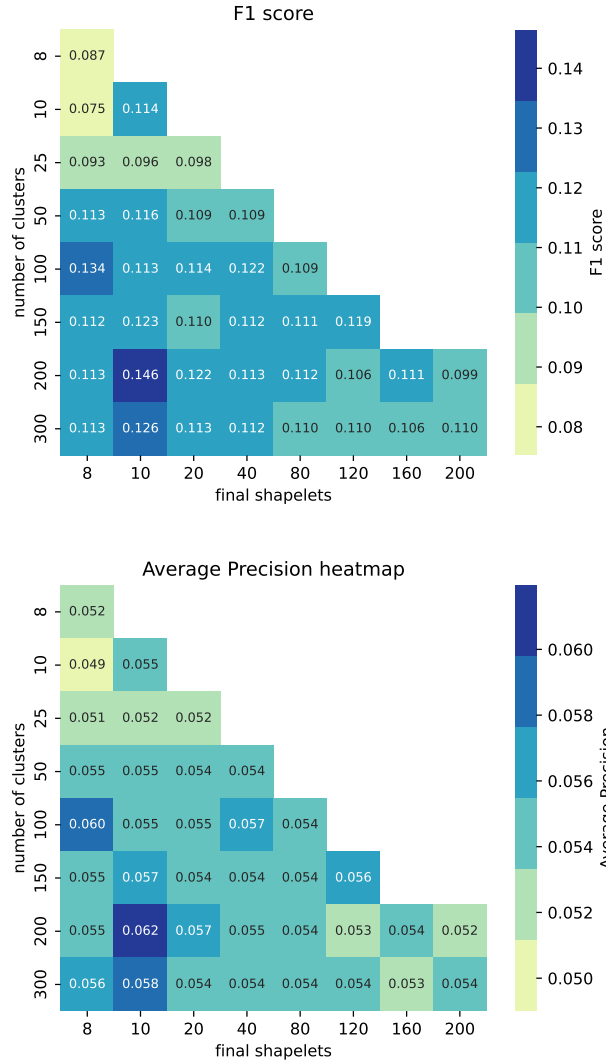 F1 score
8 0.087 0.14
10 0.075 0.114 0.13
25 0.093 0.096 0.098 0.12
50 0.113 0.116 0.109 0.109 0.11
100 0.134 0.113 0.114 0.122 0.109 0.10
150 0.112 0.123 0.110 0.112 0.111 0.119
200 0.113 0.146 0.122 0.113 0.112 0.106 0.111 0.099 0.09
300 0.113 0.126 0.113 0.112 0.110 0.110 0.106 0.110 0.08
8 10 20 40 80 120 160 200
final shapelets
number of clusters
F1 score
Average Precision heatmap
8 0.052 0.060
10 0.049 0.055 0.058
25 0.051 0.052 0.052 0.056
50 0.055 0.055 0.054 0.054
100 0.060 0.055 0.055 0.057 0.054 0.054
150 0.055 0.057 0.054 0.054 0.054 0.056 0.052
200 0.055 0.062 0.057 0.055 0.054 0.053 0.054 0.052
300 0.056 0.058 0.054 0.054 0.054 0.054 0.053 0.054 0.050
8 10 20 40 80 120 160 200
final shapelets
number of clusters
Average Precision